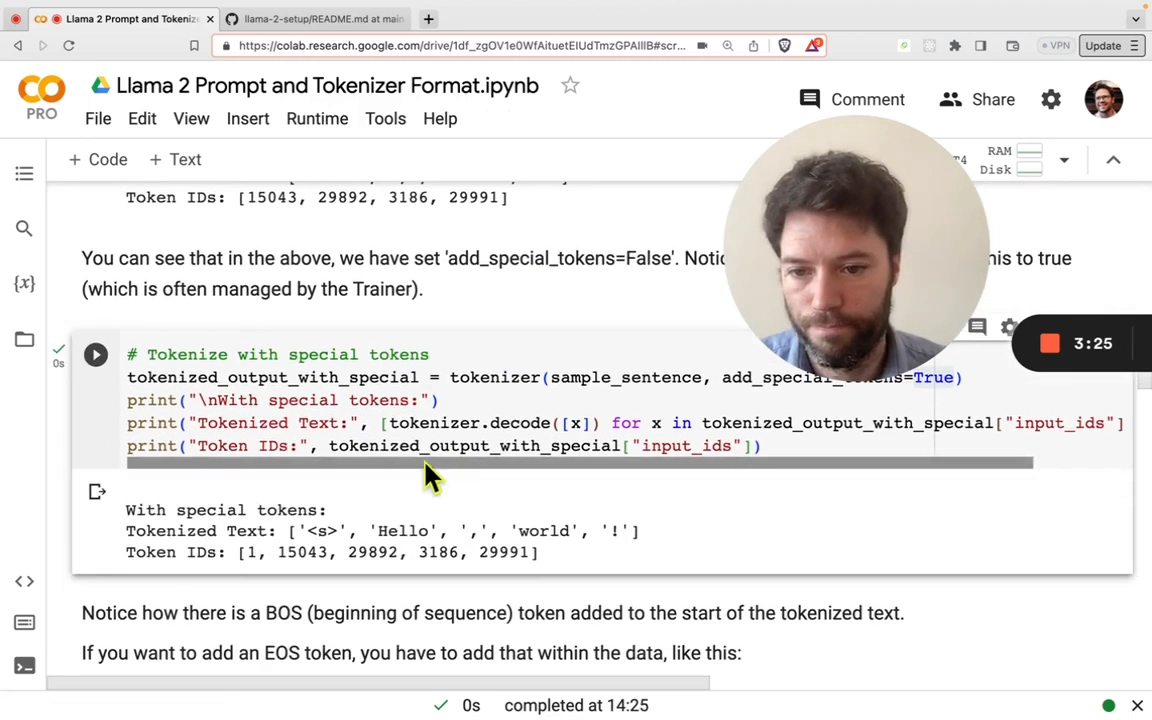 Llama 2 Prompt and Tokenize
llama-2-setup/README.md at main
https://colab.research.google.com/drive/1df_zgOV1e0WfAituetEIUdTmzGPAIIlB#scr...
VPN
Update
Llama 2 Prompt and Tokenizer Format.ipynb
PRO
File Edit View Insert Runtime Tools Help
Comment
Share
+ Code + Text
T4
RAM
Disk
Token IDs: [15043, 29892, 3186, 29991]
You can see that in the above, we have set 'add_special_tokens=False'. Notic this to true
(which is often managed by the Trainer).
3:25
0s
# Tokenize with special tokens
tokenized_output_with_special = tokenizer(sample_sentence, add_special_tokens=True)
print("\nWith special tokens:")
print("Tokenized Text:", [tokenizer.decode([x]) for x in tokenized_output_with_special["input_ids"]
print("Token IDs:", tokenized_output_with_special["input_ids"])
With special tokens:
Tokenized Text: ['<s>', 'Hello', ',', 'world', '!']
Token IDs: [1, 15043, 29892, 3186, 29991]
Notice how there is a BOS (beginning of sequence) token added to the start of the tokenized text.
If you want to add an EOS token, you have to add that within the data, like this:
0s completed at 14:25